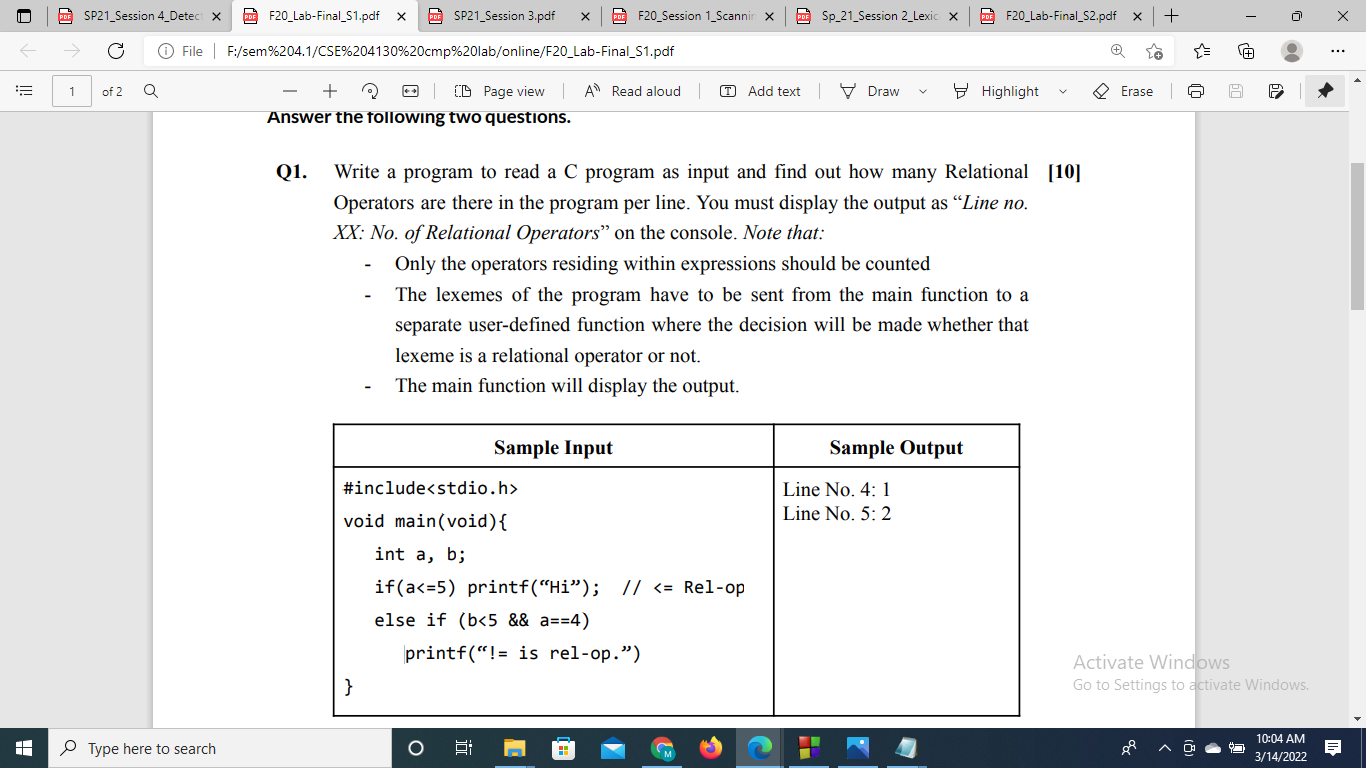 SP21_Session 4_Detect
F20_Lab-Final_S1.pdf
SP21_Session 3.pdf
F20_Session 1_Scannin
Sp_21_Session 2_Lexic
F20_Lab-Final_S2.pdf
File
F:/sem%204.1/CSE%204130%20cmp%20lab/online/F20_Lab-Final_S1.pdf
1 of 2
Page view
Read aloud
Add text
Draw
Highlight
Erase
Answer the following two questions.
Q1. Write a program to read a C program as input and find out how many Relational [10]
Operators are there in the program per line. You must display the output as “Line no.
XX: No. of Relational Operators” on the console. Note that:
- Only the operators residing within expressions should be counted
- The lexemes of the program have to be sent from the main function to a
separate user-defined function where the decision will be made whether that
lexeme is a relational operator or not.
- The main function will display the output.
Sample Input
#include<stdio.h>
void main(void){
int a, b;
if(a<=5) printf(“Hi”); // <= Rel-op
else if (b<5 && a==4)
printf(“!= is rel-op.”)
}
Sample Output
Line No. 4: 1
Line No. 5: 2
Activate Windows
Go to Settings to activate Windows.
Type here to search
10:04 AM
3/14/2022